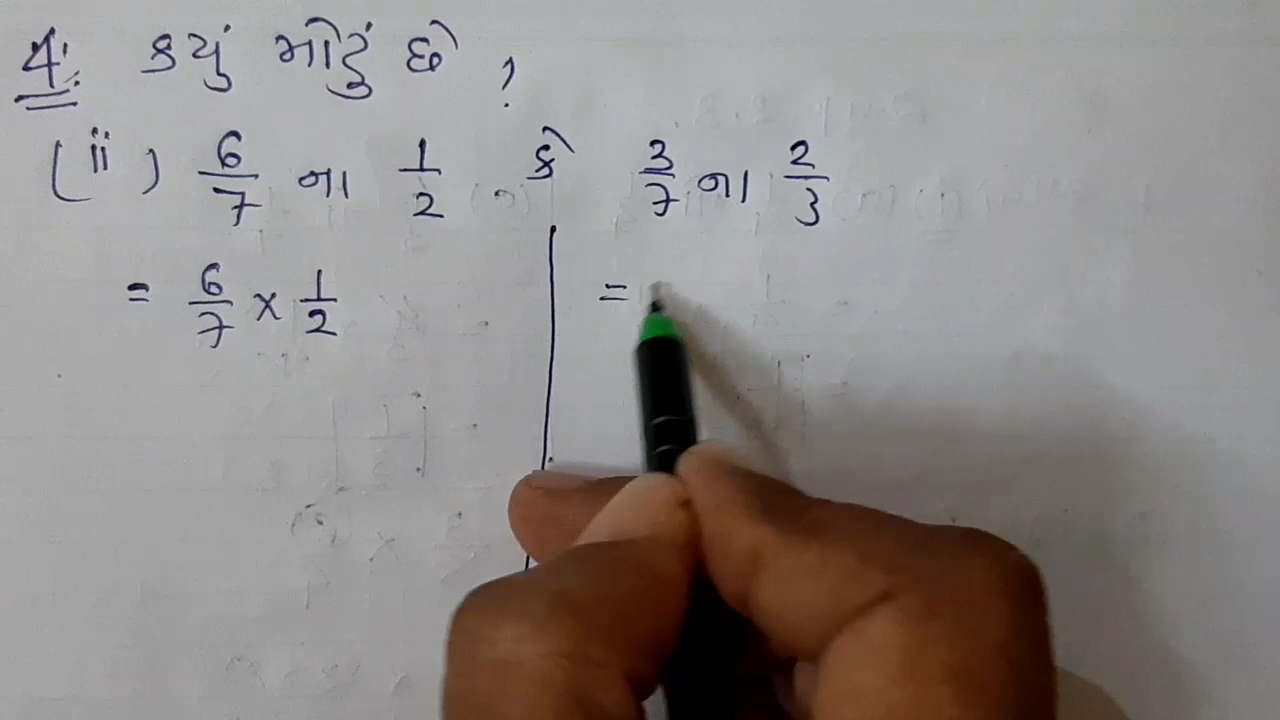 4. કયું મોટું છે ?
(ii) 6/7 ના 1/2 કે 3/7 ના 2/3
= 6/7 × 1/2 =